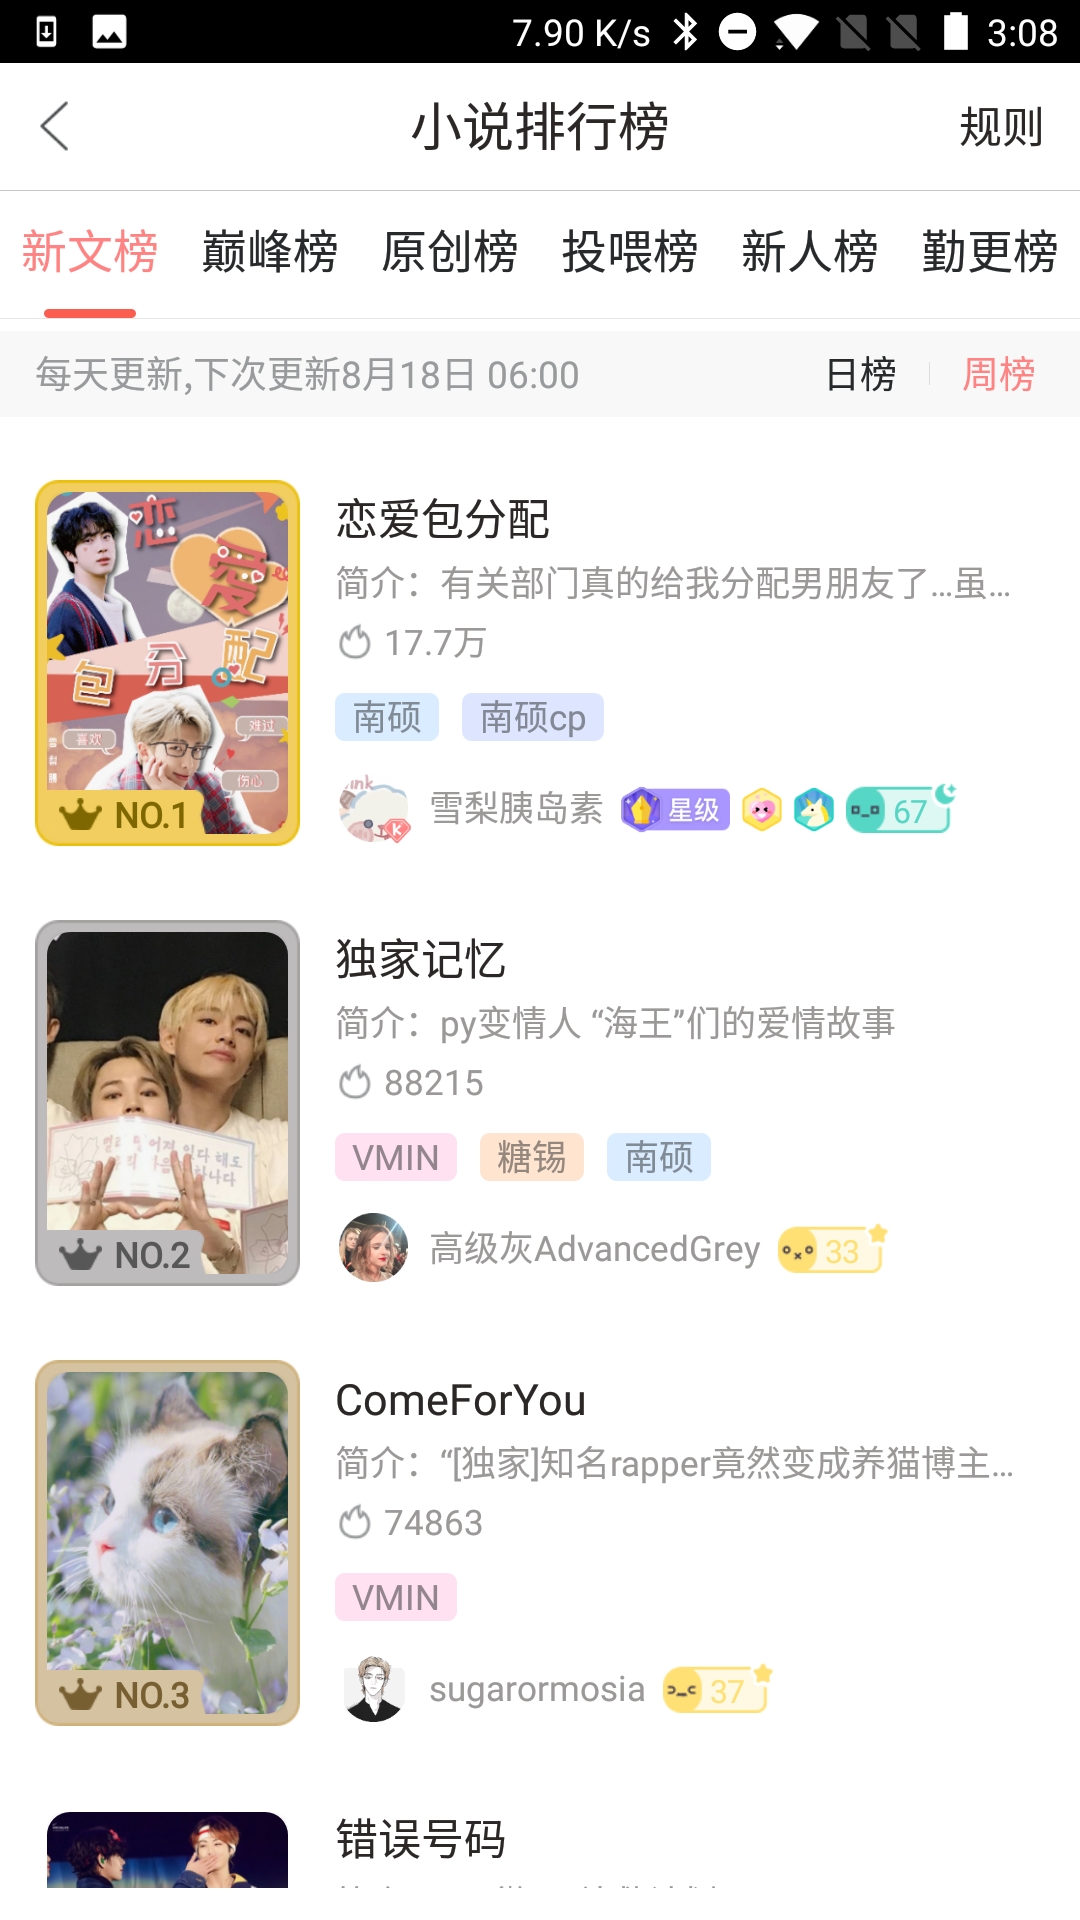 7.90 K/s 3:08
小说排行榜 规则
新文榜 巅峰榜 原创榜 投喂榜 新人榜 勤更榜
每天更新,下次更新8月18日 06:00 日榜 周榜
恋爱包分配
喜欢
难过
伤心
NO.1
恋爱包分配
简介：有关部门真的给我分配男朋友了...虽...
17.7万
南硕 南硕cp
雪梨胰岛素 星级 67
NO.2
独家记忆
简介：py变情人 “海王”们的爱情故事
88215
VMIN 糖锡 南硕
高级灰AdvancedGrey 33
NO.3
ComeForYou
简介：“[独家]知名rapper竟然变成养猫博主...
74863
VMIN
sugarormosia 37
错误号码